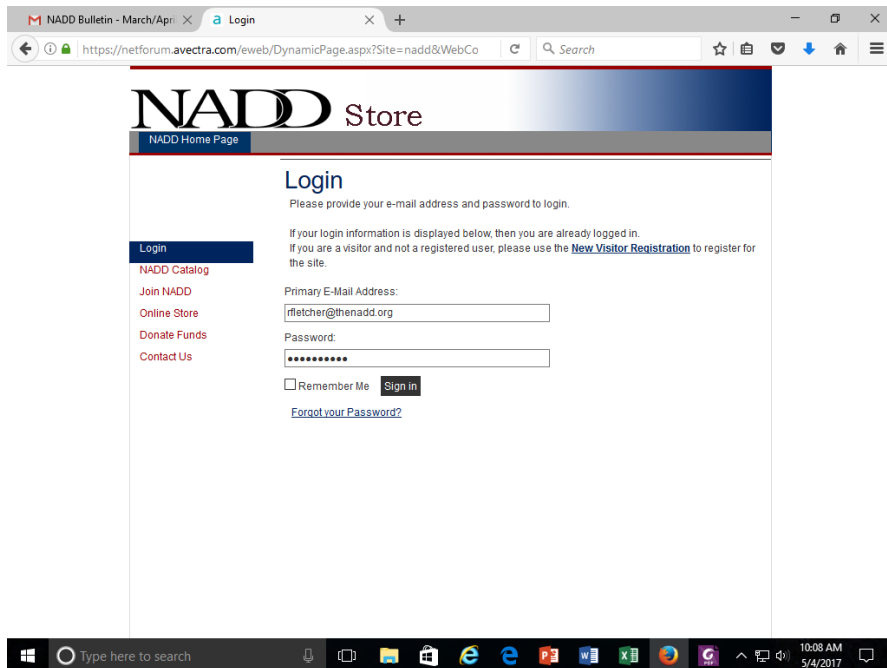 NADD Bulletin - March/Apri
a Login
https://netforum.avectra.com/eweb/DynamicPage.aspx?Site=nadd&WebCo
Search
NADD Store
NADD Home Page
Login
Please provide your e-mail address and password to login.
If your login information is displayed below, then you are already logged in.
If you are a visitor and not a registered user, please use the New Visitor Registration to register for
the site.
Login
NADD Catalog
Join NADD
Online Store
Donate Funds
Contact Us
Primary E-Mail Address:
rfletcher@thenadd.org
Password:
••••••••••
Remember Me Sign in
Forgot your Password?
Type here to search
10:08 AM
5/4/2017